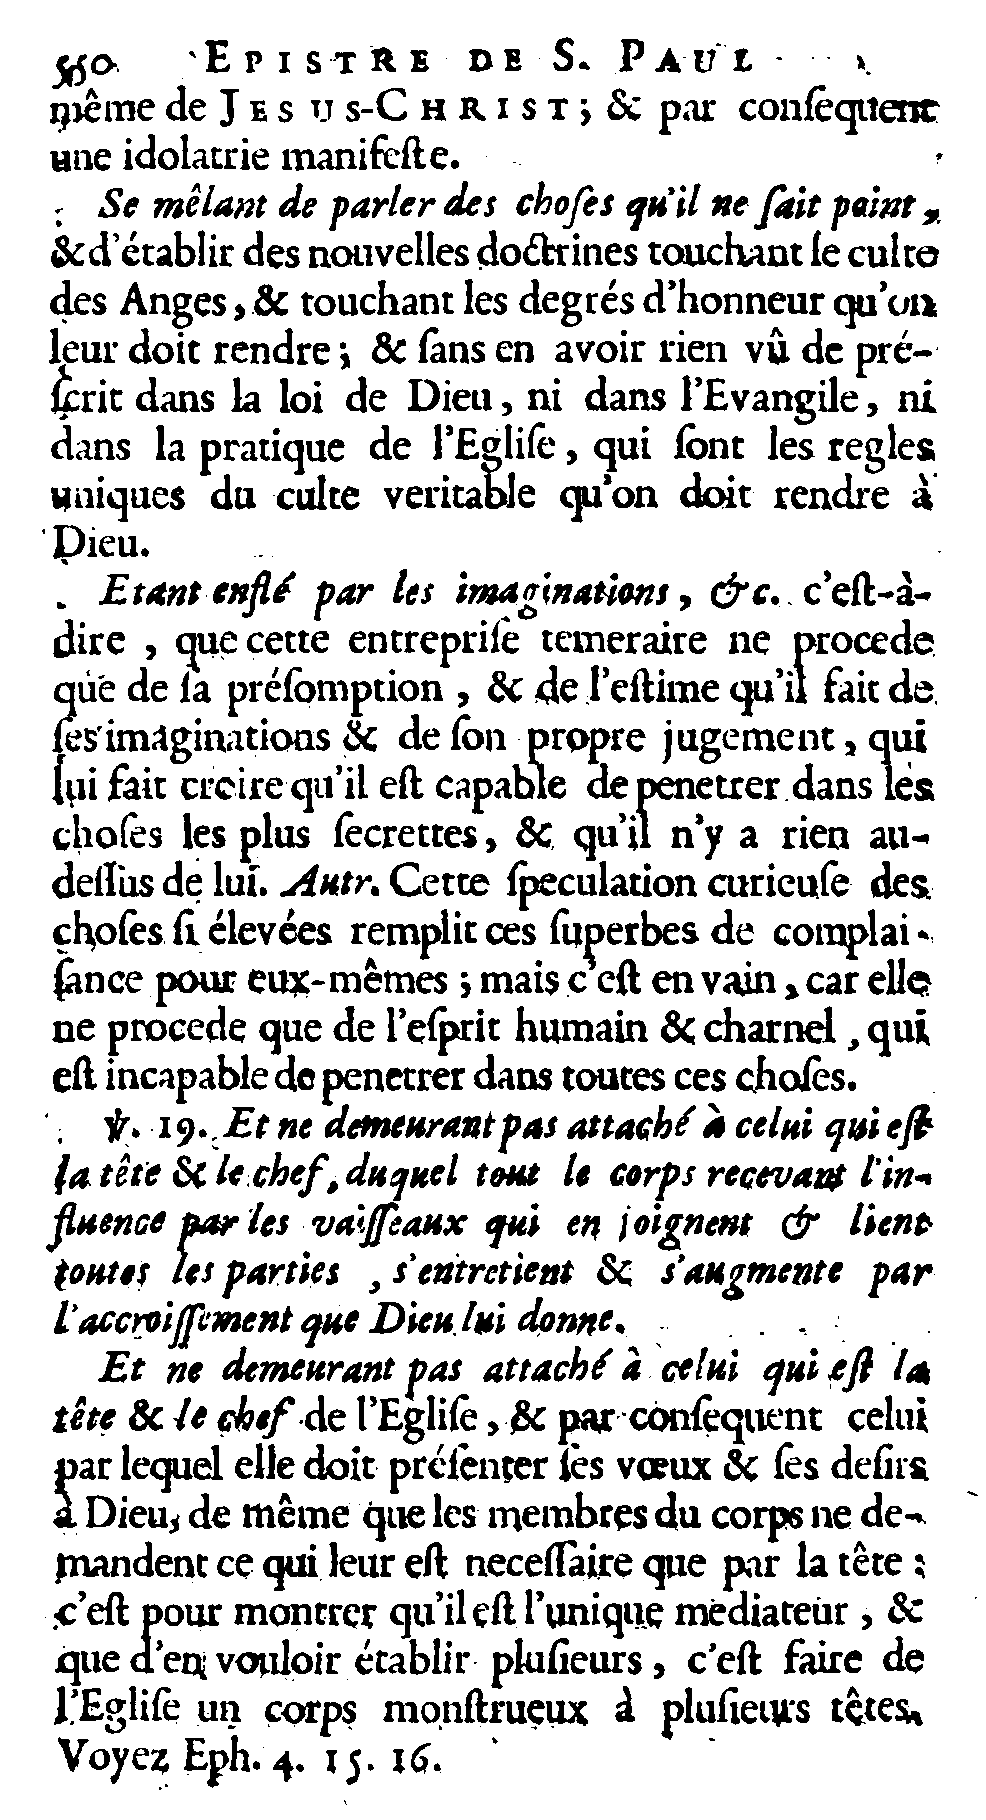 550 EPISTRE DE S. PAUL
même de JESUS-CHRIST; & par conſequent
une idolatrie manifeſte.
Se mêlant de parler des choſes qu'il ne ſait point,
& d'établir des nouvelles doctrines touchant le culte
des Anges, & touchant les degrés d'honneur qu'on
leur doit rendre; & ſans en avoir rien vû de pré-
ſcrit dans la loi de Dieu, ni dans l'Evangile, ni
dans la pratique de l'Egliſe, qui ſont les regles
uniques du culte veritable qu'on doit rendre à
Dieu.
Etant enflé par les imaginations, &c. c'eſt-à-
dire, que cette entrepriſe temeraire ne procede
que de ſa préſomption, & de l'eſtime qu'il fait de
ſes imaginations & de ſon propre jugement, qui
lui fait croire qu'il eſt capable de penetrer dans les
choſes les plus ſecrettes, & qu'il n'y a rien au-
deſſus de lui. Autr. Cette ſpeculation curieuſe des
choſes ſi élevées remplit ces ſuperbes de complai-
ſance pour eux-mêmes; mais c'eſt en vain, car elle
ne procede que de l'eſprit humain & charnel, qui
eſt incapable de penetrer dans toutes ces choſes.
℣. 19. Et ne demeurant pas attaché à celui qui eſt
la tête & le chef, duquel tout le corps recevant l'in-
fluence par les vaiſſeaux qui en joignent & lient
toutes les parties, s'entretient & s'augmente par
l'accroiſſement que Dieu lui donne.
Et ne demeurant pas attaché à celui qui eſt la
tête & le chef de l'Egliſe, & par conſequent celui
par lequel elle doit préſenter ſes vœux & ſes deſirs
à Dieu, de même que les membres du corps ne de-
mandent ce qui leur eſt neceſſaire que par la tête;
c'eſt pour montrer qu'il eſt l'unique mediateur, &
que d'en vouloir établir pluſieurs, c'eſt faire de
l'Egliſe un corps monſtrueux à pluſieurs têtes.
Voyez Eph. 4. 15. 16.